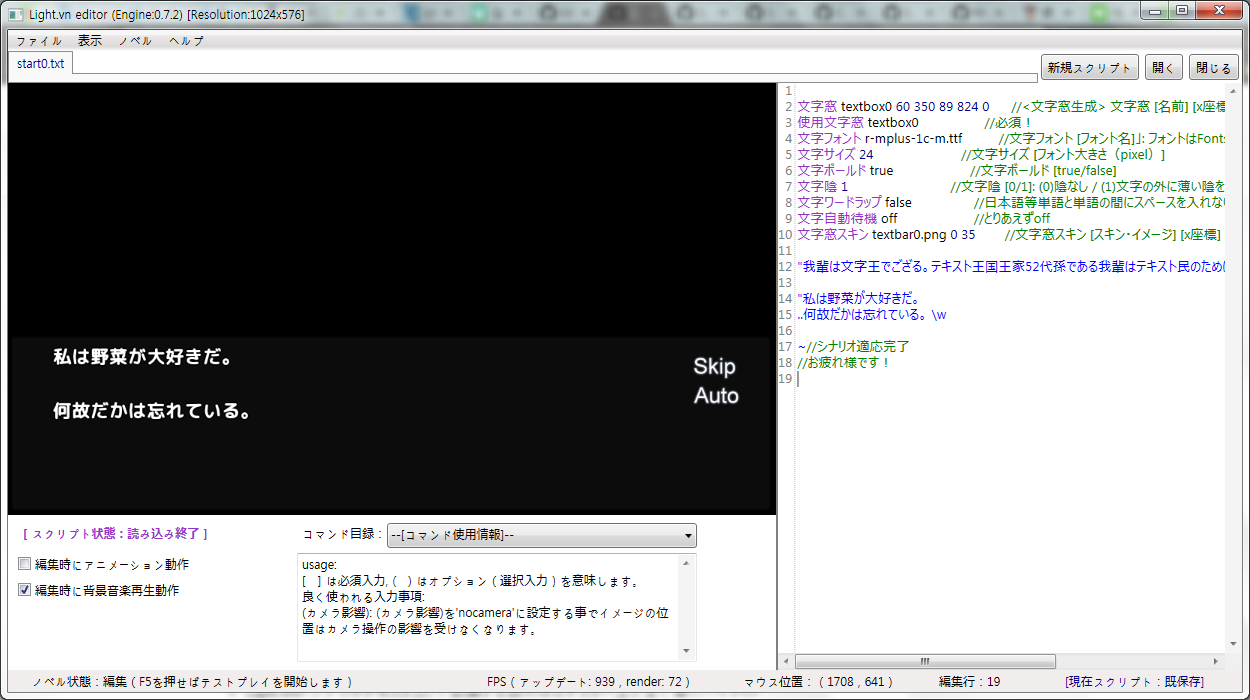 Light.vn editor (Engine:0.7.2) [Resolution:1024x576]
ファイル 表示 ノベル ヘルプ
start0.txt
新規スクリプト 開く 閉じる
私は野菜が大好きだ。
何故だかは忘れている。
Skip
Auto
1
2 文字窓 textbox0 60 350 89 824 0 //<文字窓生成> 文字窓 [名前] [x座標
3 使用文字窓 textbox0 //必須！
4 文字フォント r-mplus-1c-m.ttf //文字フォント [フォント名]」: フォントはFonts
5 文字サイズ 24 //文字サイズ [フォント大きさ（pixel）]
6 文字ボールド true //文字ボールド [true/false]
7 文字陰 1 //文字陰 [0/1]: (0)陰なし / (1)文字の外に薄い陰を
8 文字ワードラップ false //日本語等単語と単語の間にスペースを入れない
9 文字自動待機 off //とりあえずoff
10 文字窓スキン textbar0.png 0 35 //文字窓スキン [スキン・イメージ] [x座標]
11
12 "我輩は文字王でござる。テキスト王国王家52代孫である我輩はテキスト民のために
13
14 "私は野菜が大好きだ。
15 ..何故だかは忘れている。\w
16
17 ~//シナリオ適応完了
18 //お疲れ様です！
19
[ スクリプト状態 : 読み込み終了 ]
編集時にアニメーション動作
編集時に背景音楽再生動作
コマンド目録 : --[コマンド使用情報]--
usage:
[ ] は必須入力, ( ) はオプション ( 選択入力 ) を意味します。
良く使われる入力事項:
(カメラ影響): (カメラ影響)を'nocamera'に設定する事でイメージの位
置はカメラ操作の影響を受けなくなります。
ノベル状態 : 編集 ( F5を押せばテストプレイを開始します )
FPS ( アップデート: 939 , render: 72 )
マウス位置 : ( 1708 , 641 )
編集行 : 19
[現在スクリプト : 既保存]